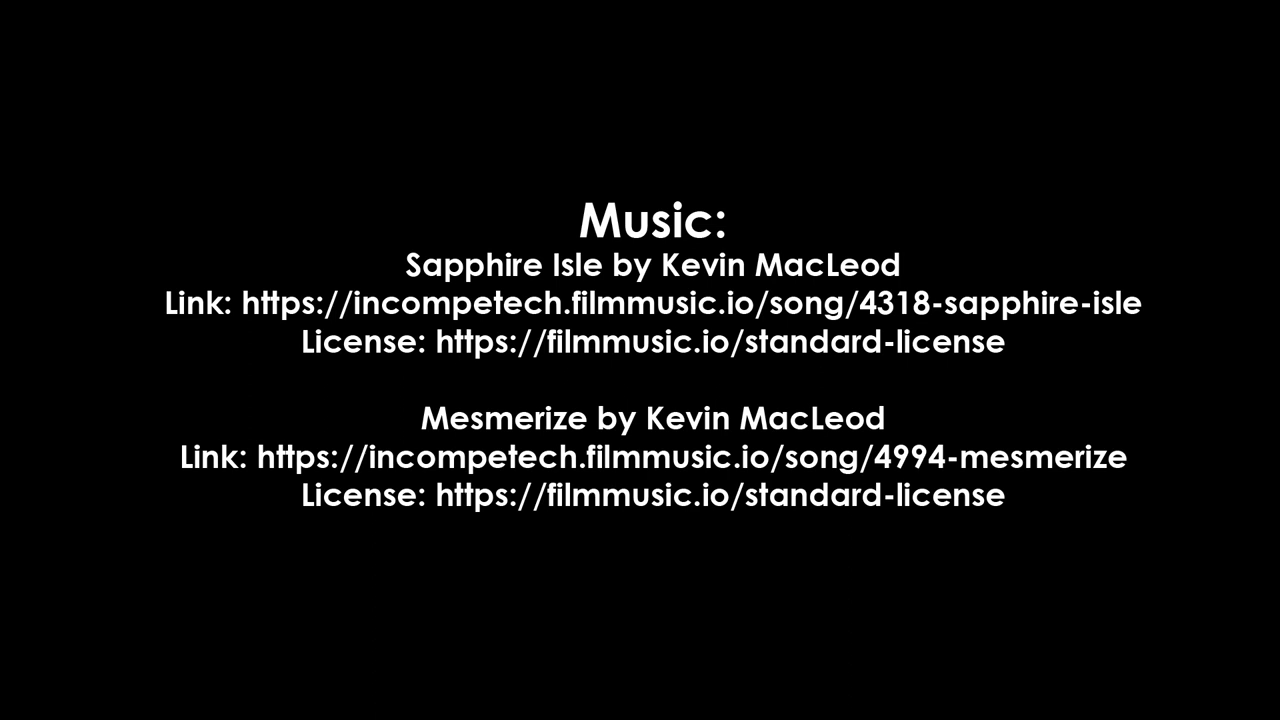 Music:
Sapphire Isle by Kevin MacLeod
Link: https://incompetech.filmmusic.io/song/4318-sapphire-isle
License: https://filmmusic.io/standard-license
Mesmerize by Kevin MacLeod
Link: https://incompetech.filmmusic.io/song/4994-mesmerize
License: https://filmmusic.io/standard-license